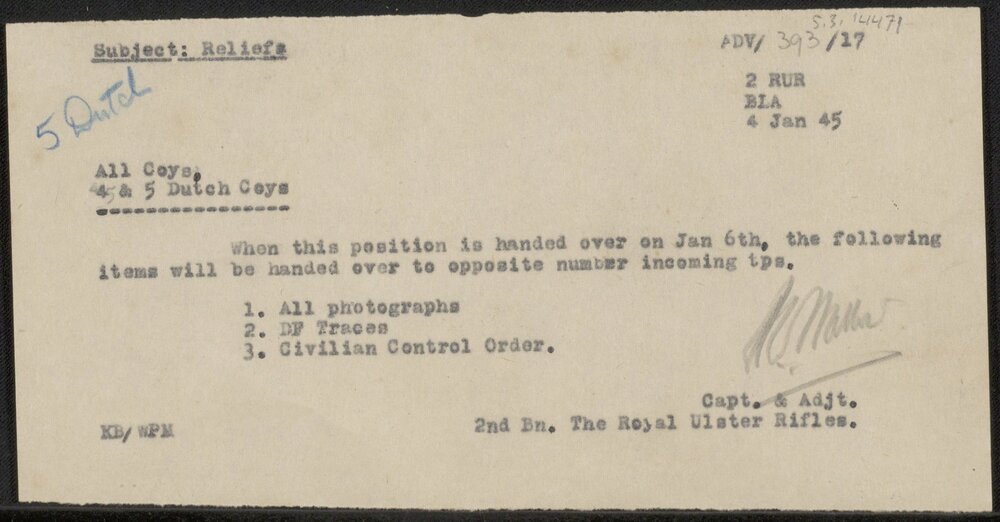 5.3.
Subject: Reliefs
ADV/ 393 /17
5 Dutch
2 RUR
BLA
4 Jan 45
All Coys,
4 & 5 Dutch Coys
When this position is handed over on Jan 6th, the following
items will be handed over to opposite number incoming tps.
1. All photographs
2. DF Traces
3. Civilian Control Order.
Capt. & Adjt.
KB/WPM
2nd Bn. The Royal Ulster Rifles.